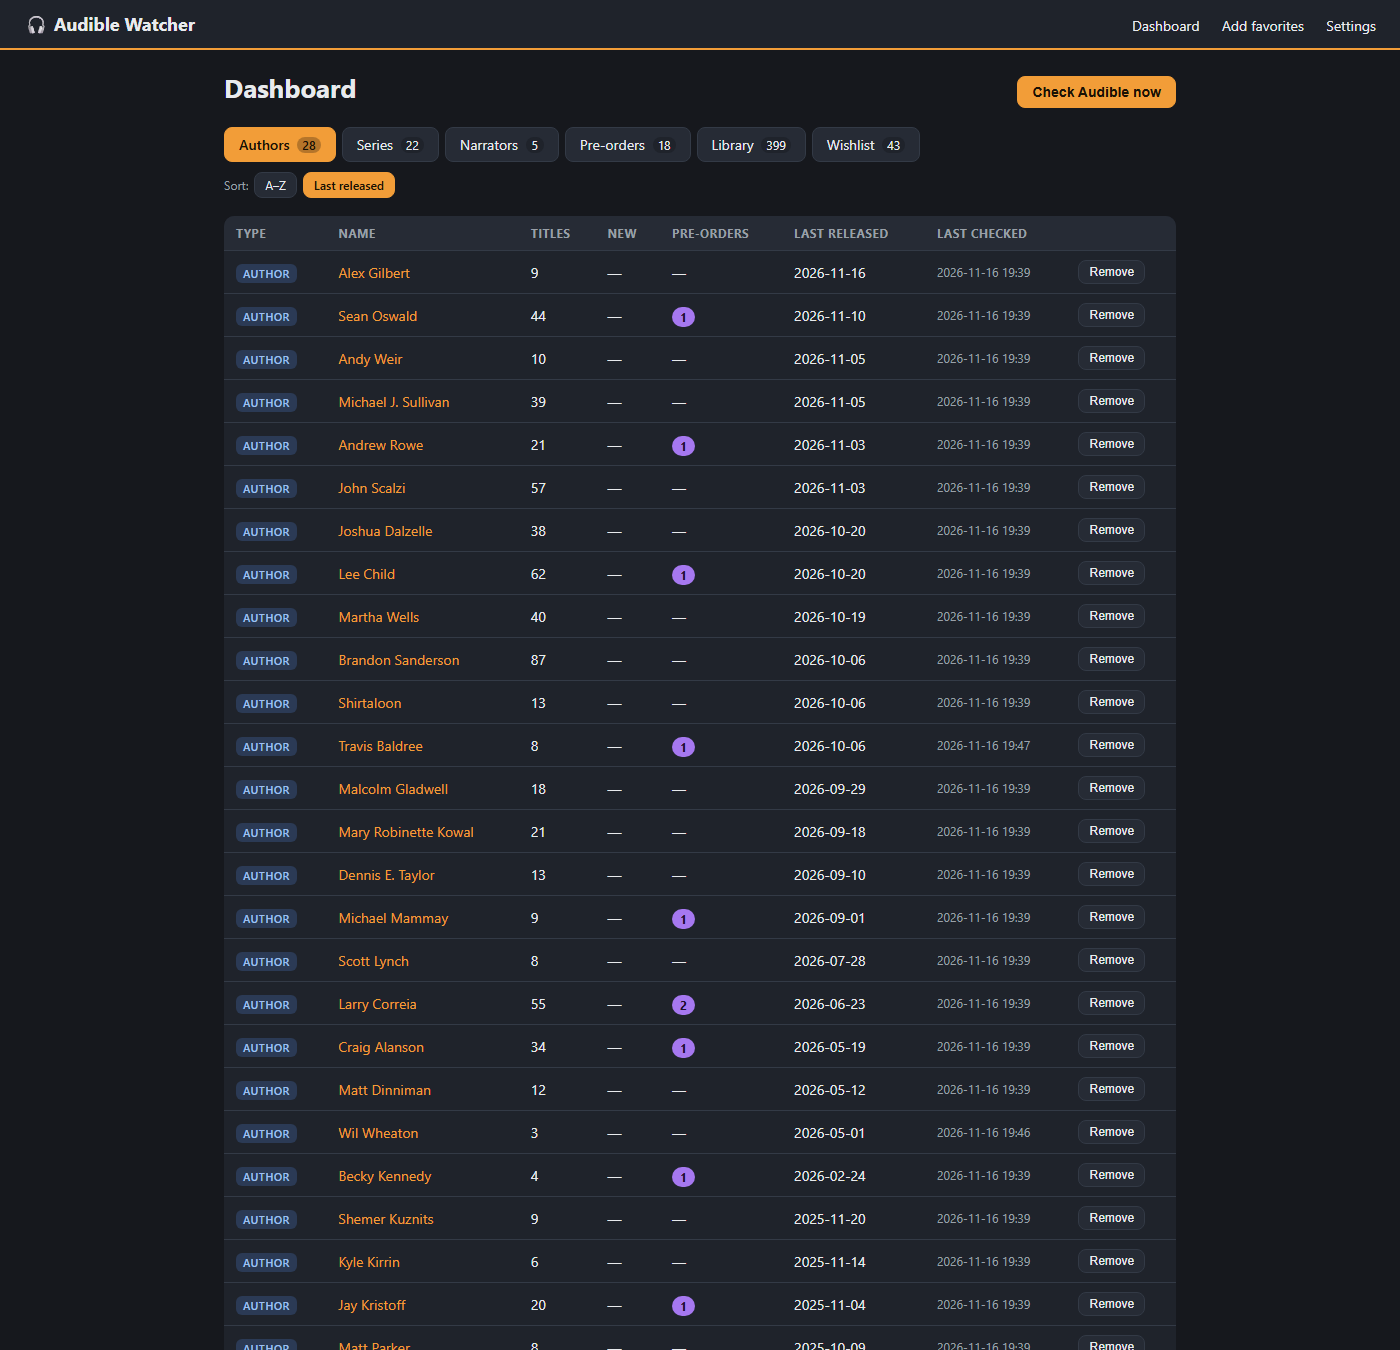 Audible Watcher Dashboard Add favorites Settings
Dashboard Check Audible now
Authors 28 Series 22 Narrators 5 Pre-orders 18 Library 399 Wishlist 43
Sort: A–Z Last released
TYPE NAME TITLES NEW PRE-ORDERS LAST RELEASED LAST CHECKED
AUTHOR Alex Gilbert 9 — — 2026-11-16 2026-11-16 19:39 Remove
AUTHOR Sean Oswald 44 — 1 2026-11-10 2026-11-16 19:39 Remove
AUTHOR Andy Weir 10 — — 2026-11-05 2026-11-16 19:39 Remove
AUTHOR Michael J. Sullivan 39 — — 2026-11-05 2026-11-16 19:39 Remove
AUTHOR Andrew Rowe 21 — 1 2026-11-03 2026-11-16 19:39 Remove
AUTHOR John Scalzi 57 — — 2026-11-03 2026-11-16 19:39 Remove
AUTHOR Joshua Dalzelle 38 — — 2026-10-20 2026-11-16 19:39 Remove
AUTHOR Lee Child 62 — 1 2026-10-20 2026-11-16 19:39 Remove
AUTHOR Martha Wells 40 — — 2026-10-19 2026-11-16 19:39 Remove
AUTHOR Brandon Sanderson 87 — — 2026-10-06 2026-11-16 19:39 Remove
AUTHOR Shirtaloon 13 — — 2026-10-06 2026-11-16 19:39 Remove
AUTHOR Travis Baldree 8 — 1 2026-10-06 2026-11-16 19:47 Remove
AUTHOR Malcolm Gladwell 18 — — 2026-09-29 2026-11-16 19:39 Remove
AUTHOR Mary Robinette Kowal 21 — — 2026-09-18 2026-11-16 19:39 Remove
AUTHOR Dennis E. Taylor 13 — — 2026-09-10 2026-11-16 19:39 Remove
AUTHOR Michael Mammay 9 — 1 2026-09-01 2026-11-16 19:39 Remove
AUTHOR Scott Lynch 8 — — 2026-07-28 2026-11-16 19:39 Remove
AUTHOR Larry Correia 55 — 2 2026-06-23 2026-11-16 19:39 Remove
AUTHOR Craig Alanson 34 — 1 2026-05-19 2026-11-16 19:39 Remove
AUTHOR Matt Dinniman 12 — — 2026-05-12 2026-11-16 19:39 Remove
AUTHOR Wil Wheaton 3 — — 2026-05-01 2026-11-16 19:46 Remove
AUTHOR Becky Kennedy 4 — 1 2026-02-24 2026-11-16 19:39 Remove
AUTHOR Shemer Kuznits 9 — — 2025-11-20 2026-11-16 19:39 Remove
AUTHOR Kyle Kirrin 6 — — 2025-11-14 2026-11-16 19:39 Remove
AUTHOR Jay Kristoff 20 — 1 2025-11-04 2026-11-16 19:39 Remove
AUTHOR Matt Parker 8 — — 2025-10-09 2026-11-16 19:39 Remove